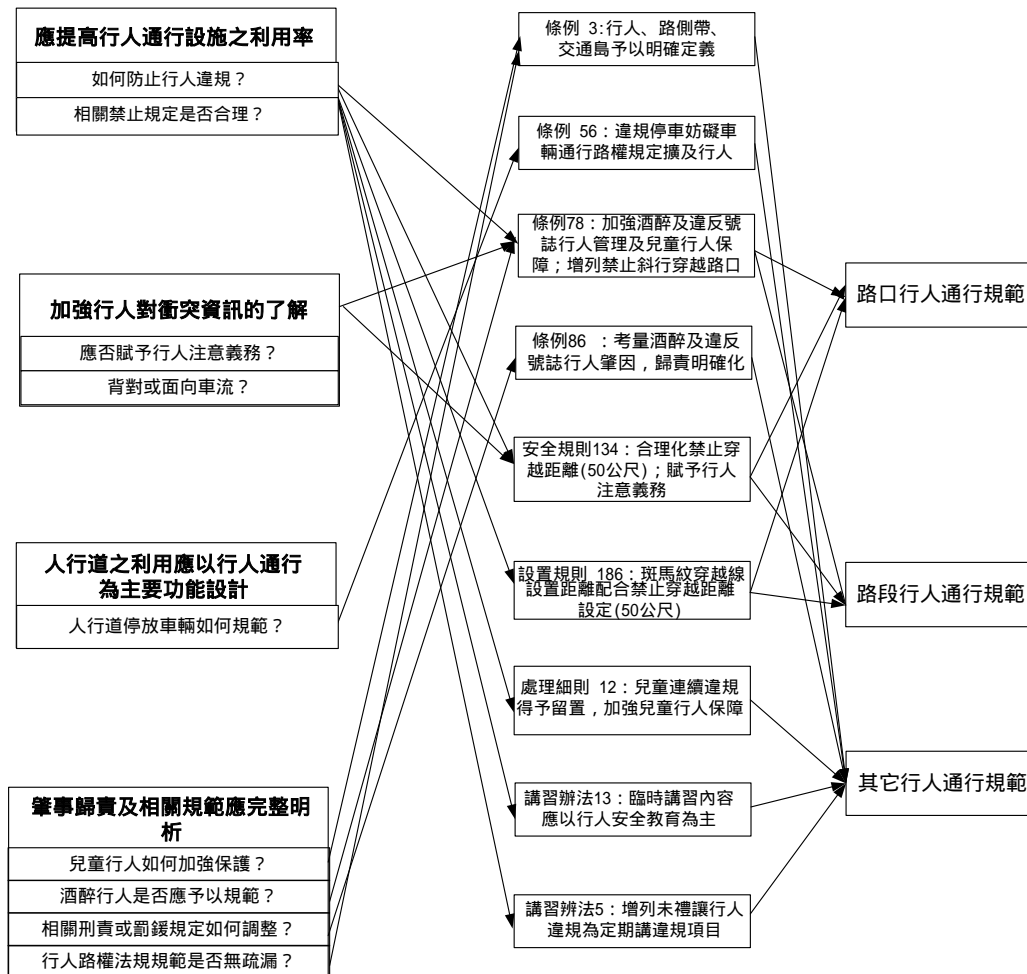 應提高行人通行設施之利用率
如何防止行人違規？
相關禁止規定是否合理？
加強行人對衝突資訊的了解
應否賦予行人注意義務？
背對或面向車流？
人行道之利用應以行人通行
為主要功能設計
人行道停放車輛如何規範？
肇事歸責及相關規範應完整明
析
兒童行人如何加強保護？
酒醉行人是否應予以規範？
相關刑責或罰鍰規定如何調整？
行人路權法規規範是否無疏漏？
條例 3:行人、路側帶、
交通島予以明確定義
條例 56：違規停車妨礙車
輛通行路權規定擴及行人
條例78：加強酒醉及違反號
誌行人管理及兒童行人保
障；增列禁止斜行穿越路口
條例86 ：考量酒醉及違反
號誌行人肇因，歸責明確化
安全規則134：合理化禁止穿
越距離(50公尺)；賦予行人
注意義務
設置規則 186：斑馬紋穿越線
設置距離配合禁止穿越距離
設定(50公尺)
處理細則 12：兒童連續違規
得予留置，加強兒童行人保障
講習辦法13：臨時講習內容
應以行人安全教育為主
講習辨法5：增列未禮讓行人
違規為定期講違規項目
路口行人通行規範
路段行人通行規範
其它行人通行規範